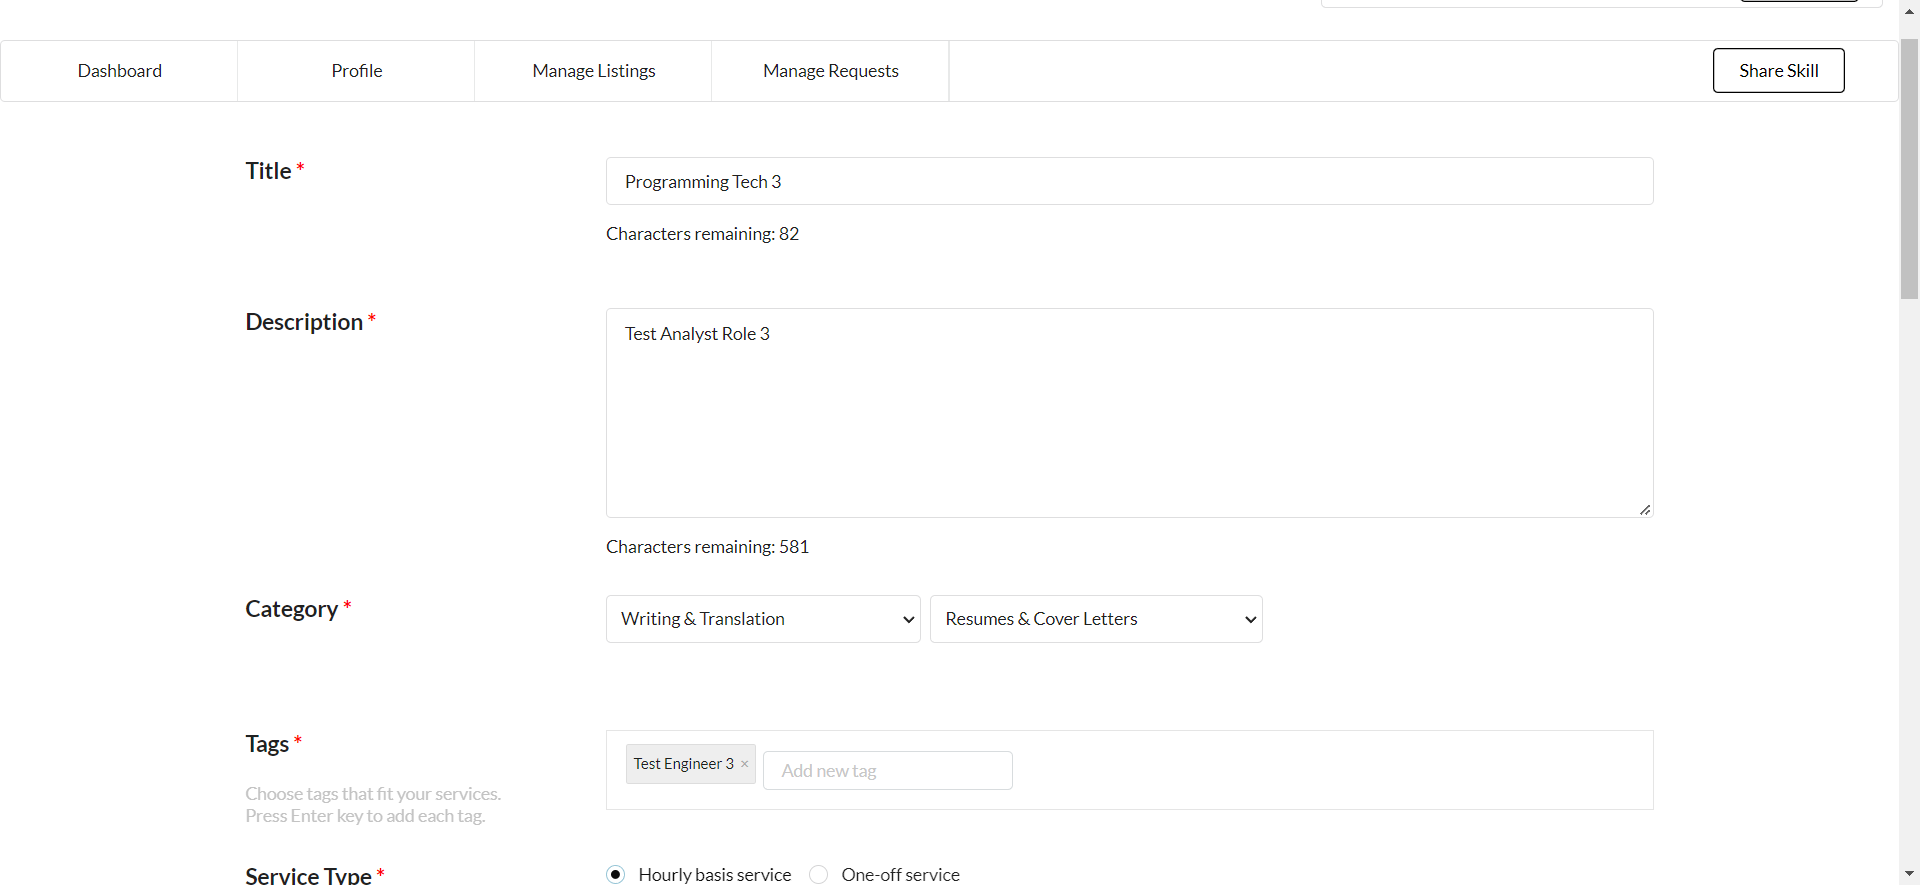 Dashboard
Profile
Manage Listings
Manage Requests
Share Skill
Title *
Programming Tech 3
Characters remaining: 82
Description *
Test Analyst Role 3
Characters remaining: 581
Category *
Writing & Translation
Resumes & Cover Letters
Tags *
Test Engineer 3 ×
Add new tag
Choose tags that fit your services.
Press Enter key to add each tag.
Service Type *
Hourly basis service
One-off service